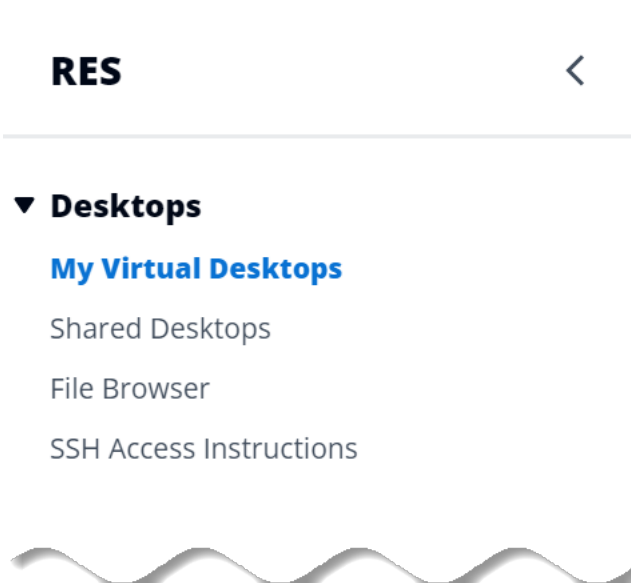 RES
Desktops
My Virtual Desktops
Shared Desktops
File Browser
SSH Access Instructions